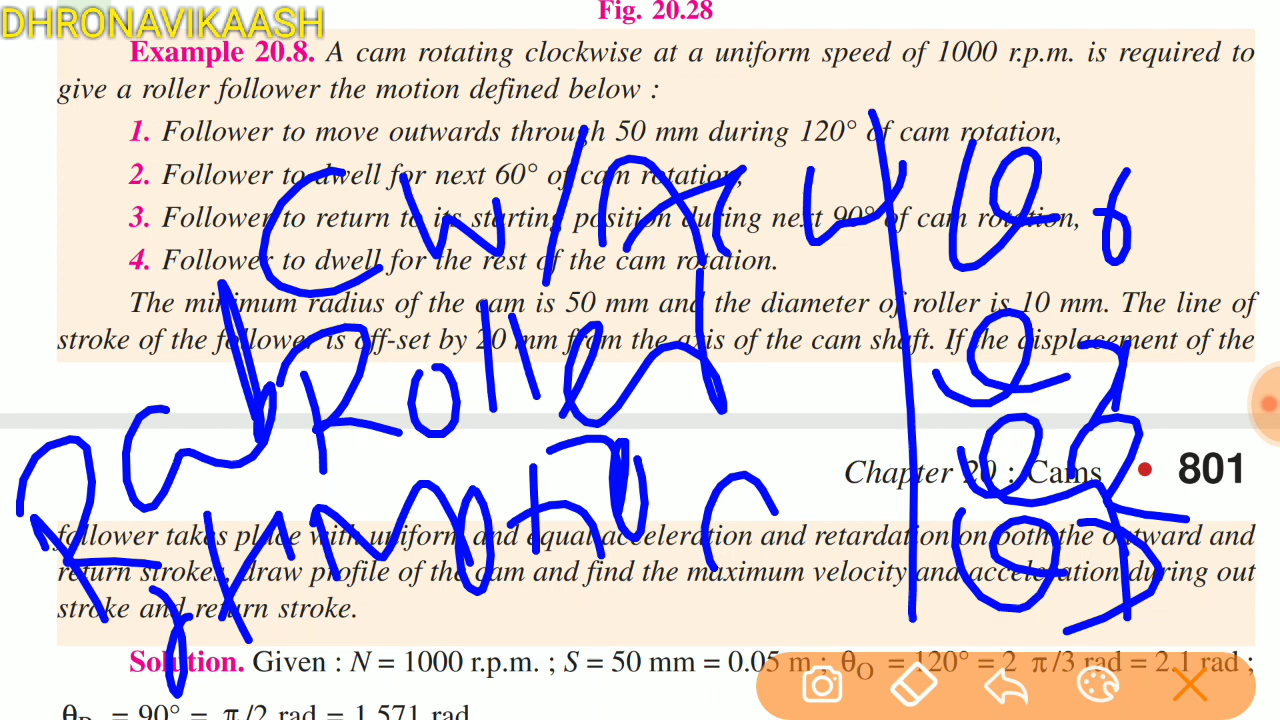 DHRONAVIKAASH
Fig. 20.28
Example 20.8. A cam rotating clockwise at a uniform speed of 1000 r.p.m. is required to
give a roller follower the motion defined below :
1. Follower to move outwards through 50 mm during 120° of cam rotation,
2. Follower to dwell for next 60° of cam rotation,
3. Follower to return to its starting position during next 90° of cam rotation,
4. Follower to dwell for the rest of the cam rotation.
The minimum radius of the cam is 50 mm and the diameter of roller is 10 mm. The line of
stroke of the follower is off-set by 20 mm from the axis of the cam shaft. If the displacement of the
Chapter 20 : Cams • 801
follower takes place with uniform and equal acceleration and retardation on both the outward and
return strokes, draw profile of the cam and find the maximum velocity and acceleration during out
stroke and return stroke.
Solution. Given : N = 1000 r.p.m. ; S = 50 mm = 0.05 m ; θO = 120° = 2 π/3 rad = 2.1 rad ;
= 90° = π/2 rad = 1.571 rad